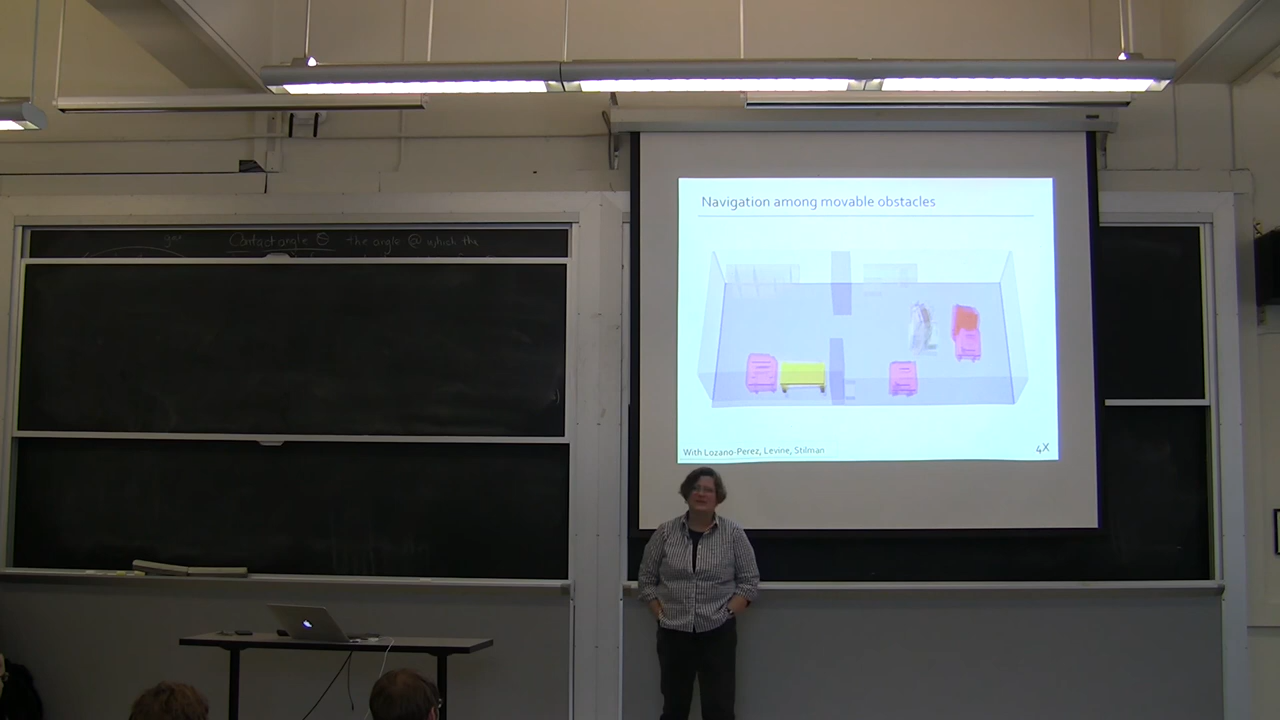 Contact angle Θ the angle @ which the
Navigation among movable obstacles
With Lozano-Perez, Levine, Stilman
4X